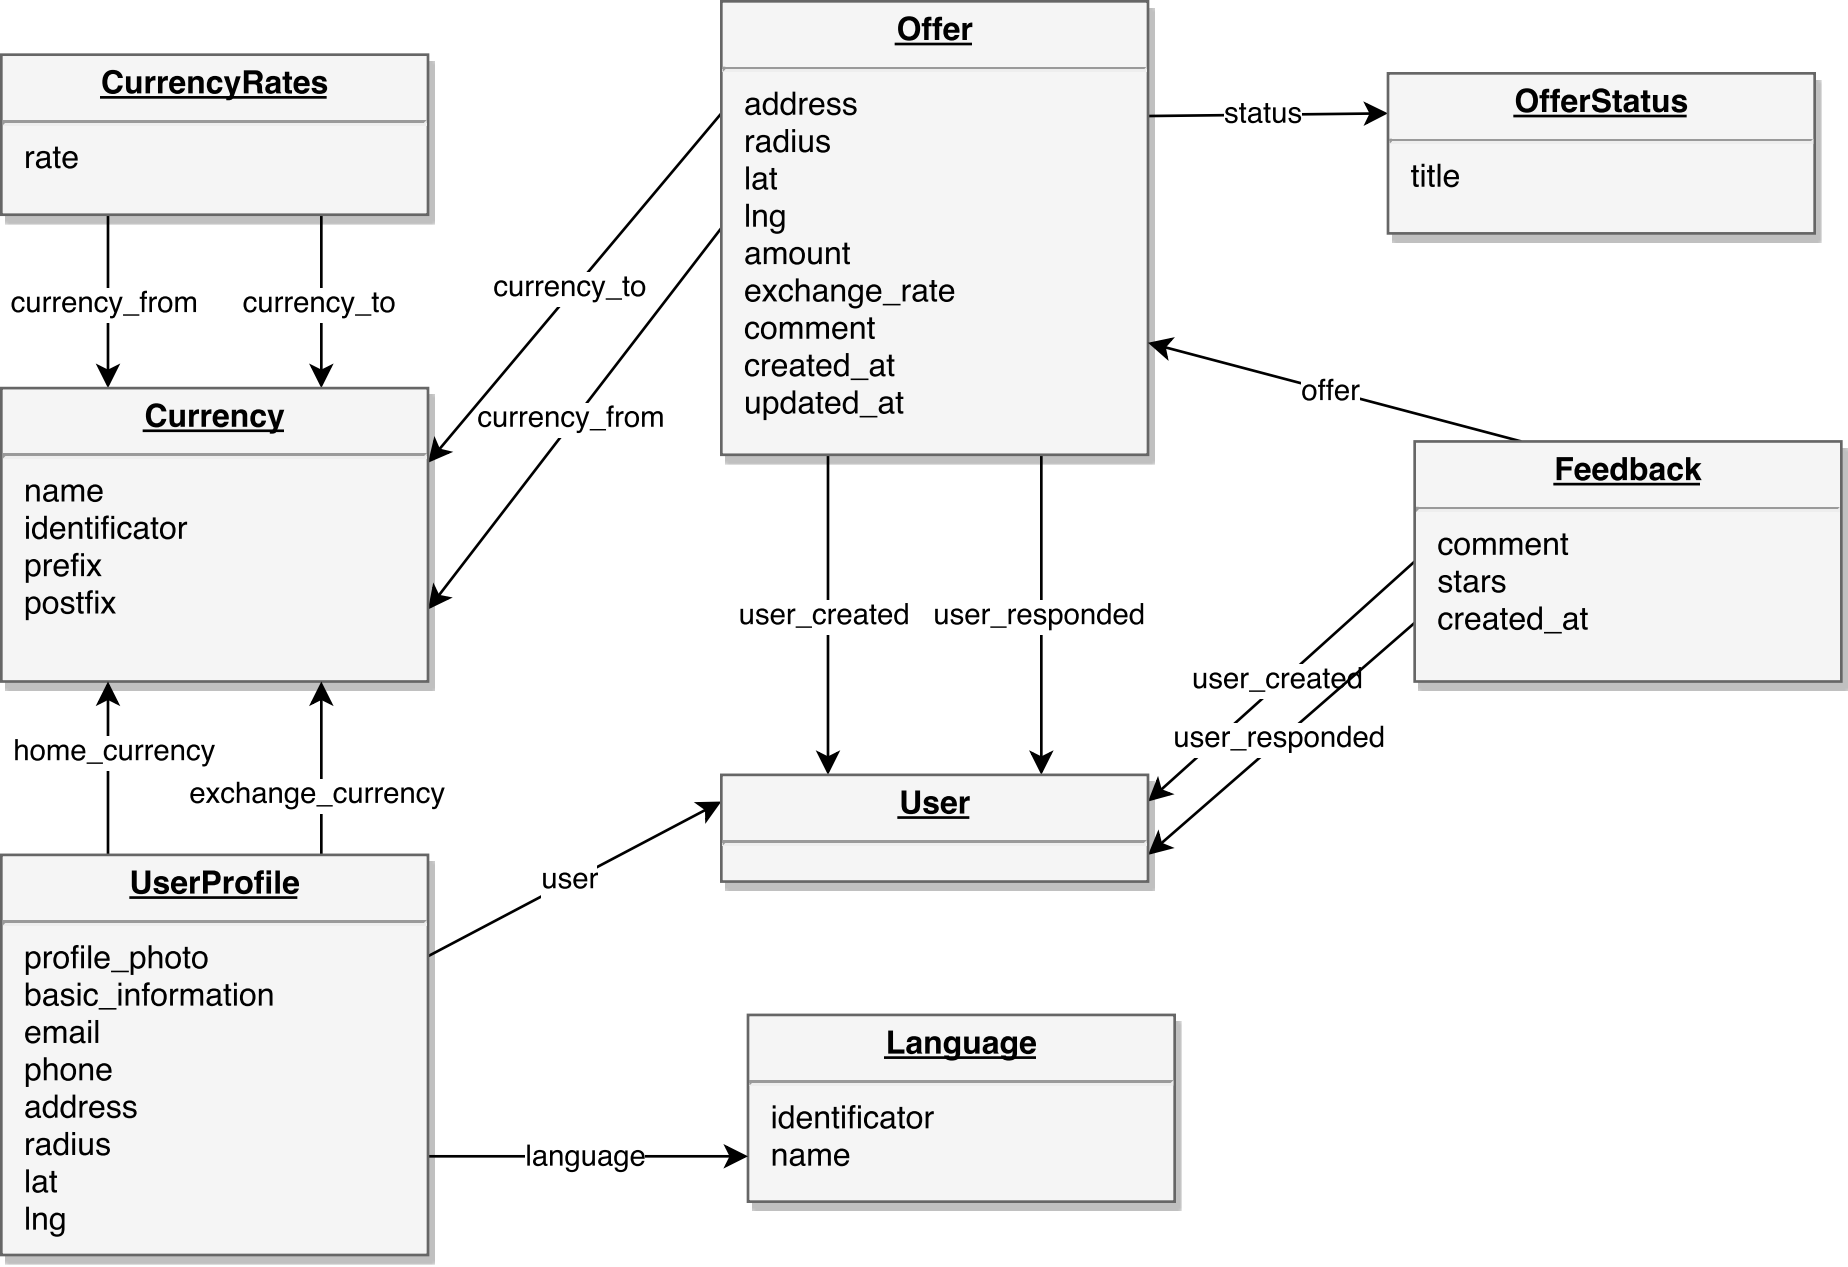 Offer
address
radius
lat
lng
amount
exchange_rate
comment
created_at
updated_at
CurrencyRates
rate
OfferStatus
title
status
currency_from
currency_to
currency_to
currency_from
offer
Currency
name
identificator
prefix
postfix
Feedback
comment
stars
created_at
user_created
user_responded
user_created
user_responded
home_currency
exchange_currency
User
user
UserProfile
profile_photo
basic_information
email
phone
address
radius
lat
lng
language
Language
identificator
name